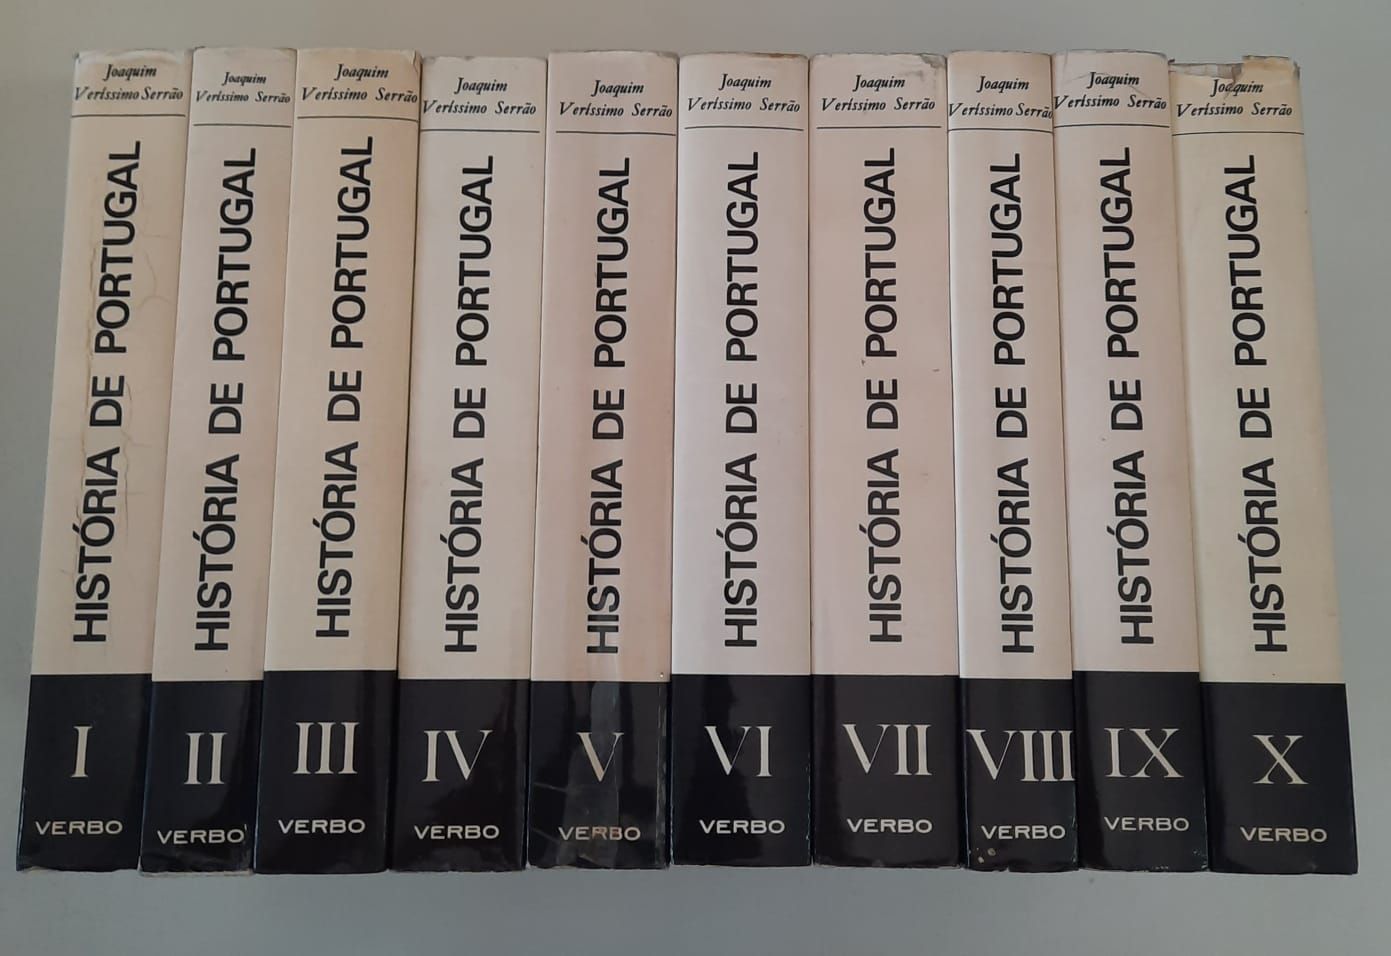 Joaquim
Veríssimo Serrão
HISTÓRIA DE PORTUGAL
I
VERBO
Joaquim
Veríssimo Serrão
HISTÓRIA DE PORTUGAL
II
VERBO
Joaquim
Veríssimo Serrão
HISTÓRIA DE PORTUGAL
III
VERBO
Joaquim
Veríssimo Serrão
HISTÓRIA DE PORTUGAL
IV
VERBO
Joaquim
Veríssimo Serrão
HISTÓRIA DE PORTUGAL
V
VERBO
Joaquim
Veríssimo Serrão
HISTÓRIA DE PORTUGAL
VI
VERBO
Joaquim
Veríssimo Serrão
HISTÓRIA DE PORTUGAL
VII
VERBO
Joaquim
Veríssimo Serrão
HISTÓRIA DE PORTUGAL
VIII
VERBO
Joaquim
Veríssimo Serrão
HISTÓRIA DE PORTUGAL
IX
VERBO
Joaquim
Veríssimo Serrão
HISTÓRIA DE PORTUGAL
X
VERBO